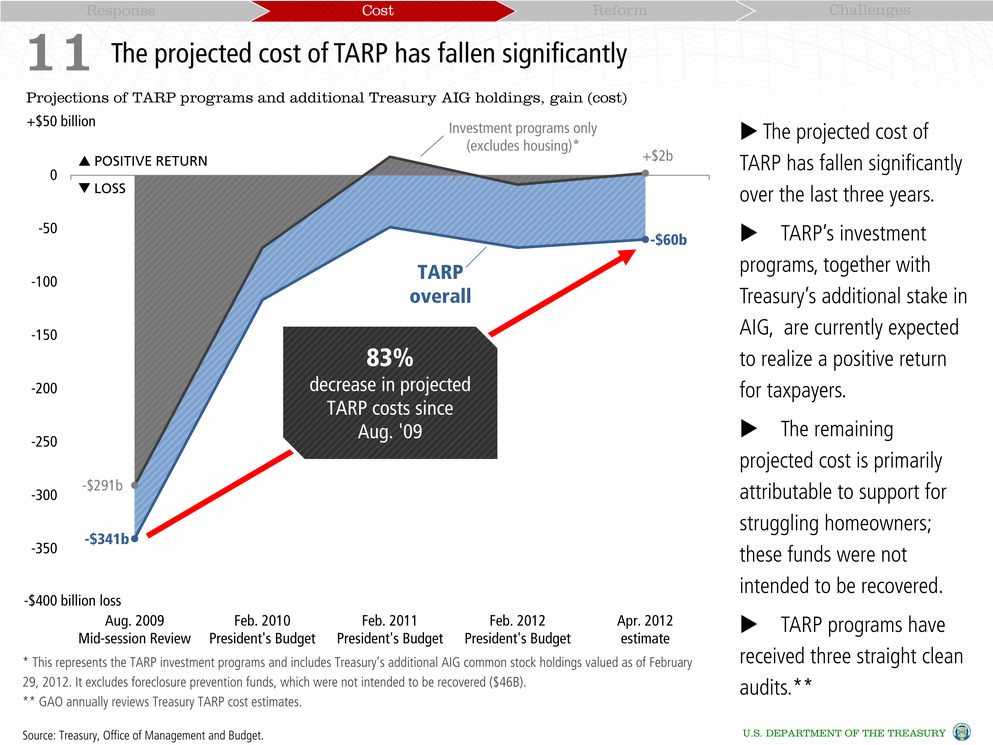 Response Cost Reform Challenges
11 The projected cost of TARP has fallen significantly
Projections of TARP programs and additional Treasury AIG holdings, gain (cost)
+$50 billion
Investment programs only
(excludes housing)*
+$2b
▲ POSITIVE RETURN
0
▼ LOSS
-50
-$60b
TARP
overall
-100
-150
83%
decrease in projected
TARP costs since
Aug. '09
-200
-250
-$291b
-300
-$341b
-350
-$400 billion loss
Aug. 2009
Mid-session Review
Feb. 2010
President's Budget
Feb. 2011
President's Budget
Feb. 2012
President's Budget
Apr. 2012
estimate
* This represents the TARP investment programs and includes Treasury’s additional AIG common stock holdings valued as of February
29, 2012. It excludes foreclosure prevention funds, which were not intended to be recovered ($46B).
** GAO annually reviews Treasury TARP cost estimates.
Source: Treasury, Office of Management and Budget.
▶ The projected cost of
TARP has fallen significantly
over the last three years.
▶ TARP’s investment
programs, together with
Treasury’s additional stake in
AIG, are currently expected
to realize a positive return
for taxpayers.
▶ The remaining
projected cost is primarily
attributable to support for
struggling homeowners;
these funds were not
intended to be recovered.
▶ TARP programs have
received three straight clean
audits.**
U.S. DEPARTMENT OF THE TREASURY